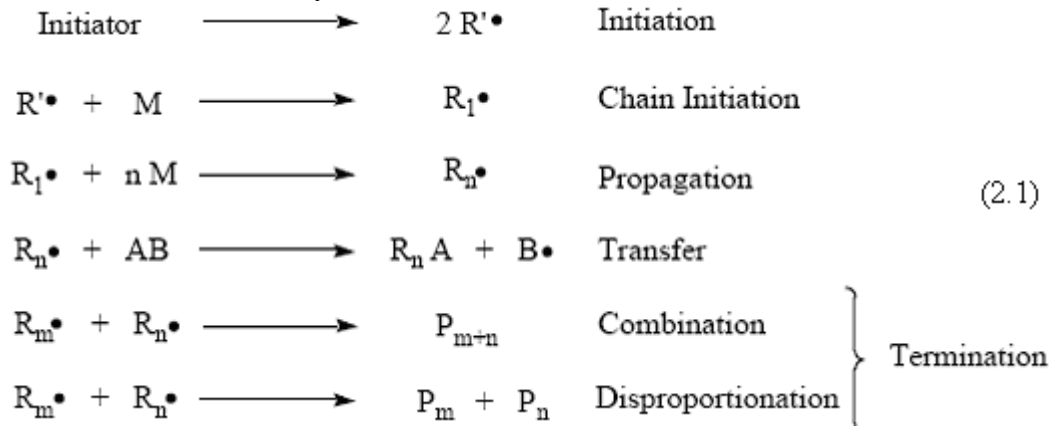 Initiator ⟶ 2 R'• Initiation
R'• + M ⟶ R₁• Chain Initiation
R₁• + n M ⟶ Rₙ• Propagation
(2.1)
Rₙ• + AB ⟶ Rₙ A + B• Transfer
Rₘ• + Rₙ• ⟶ Pₘ₊ₙ Combination
Termination
Rₘ• + Rₙ• ⟶ Pₘ + Pₙ Disproportionation